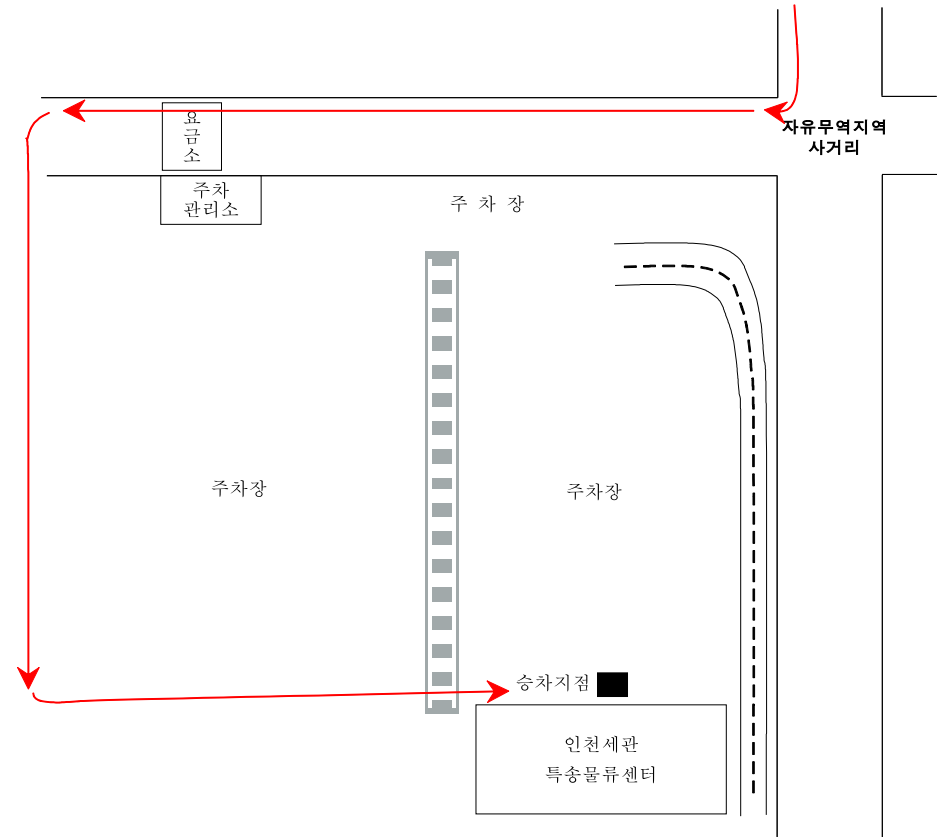 자유무역지역
사거리
요
금
소
주차
관리소
주 차 장
주차장
주차장
승차지점
인천세관
특송물류센터